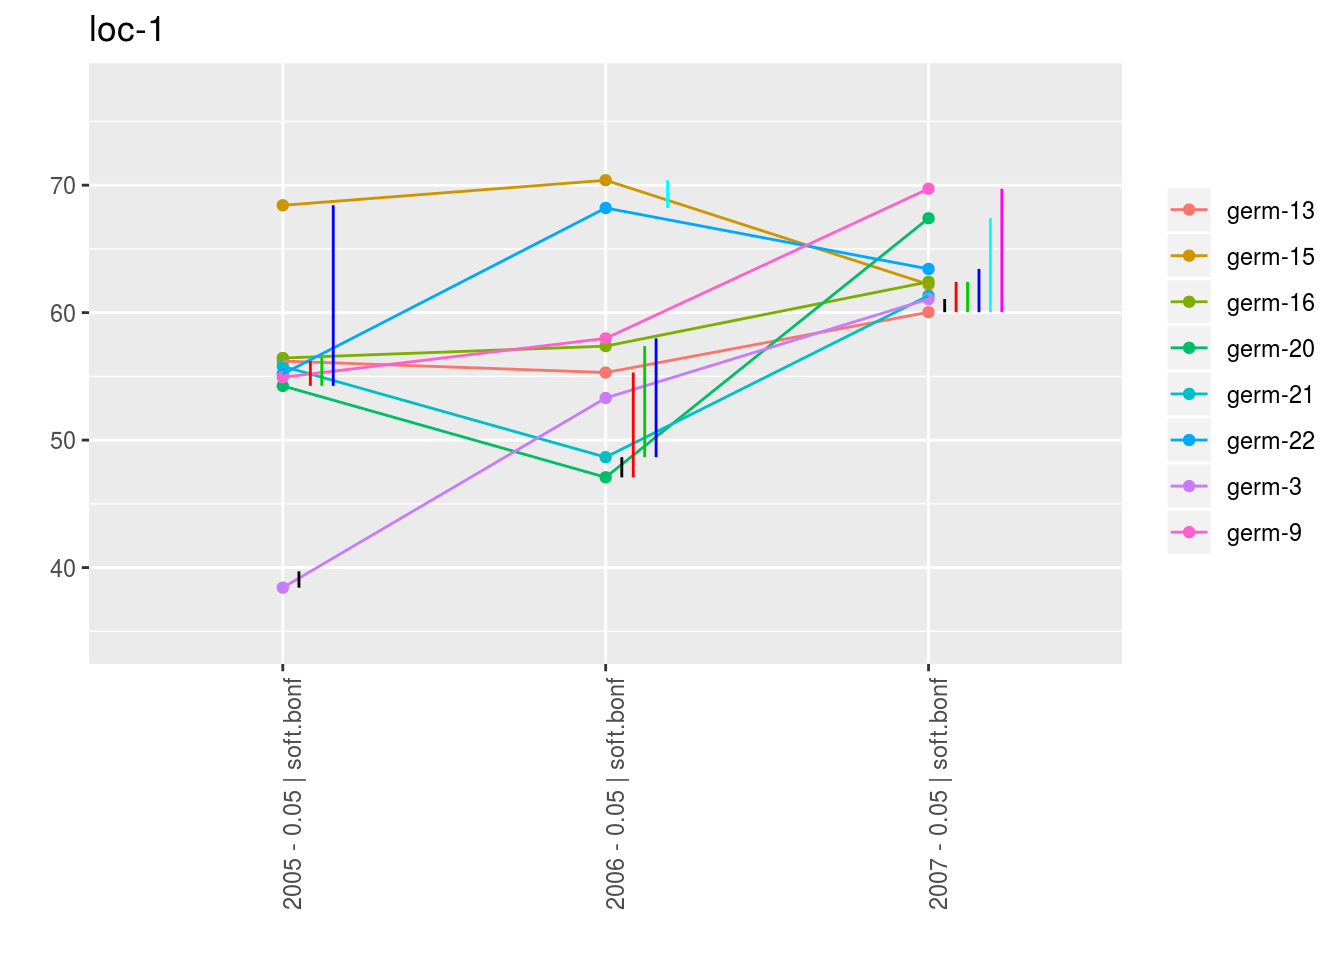 loc-1
70
60
50
40
2005 - 0.05 | soft.bonf
2006 - 0.05 | soft.bonf
2007 - 0.05 | soft.bonf
germ-13
germ-15
germ-16
germ-20
germ-21
germ-22
germ-3
germ-9